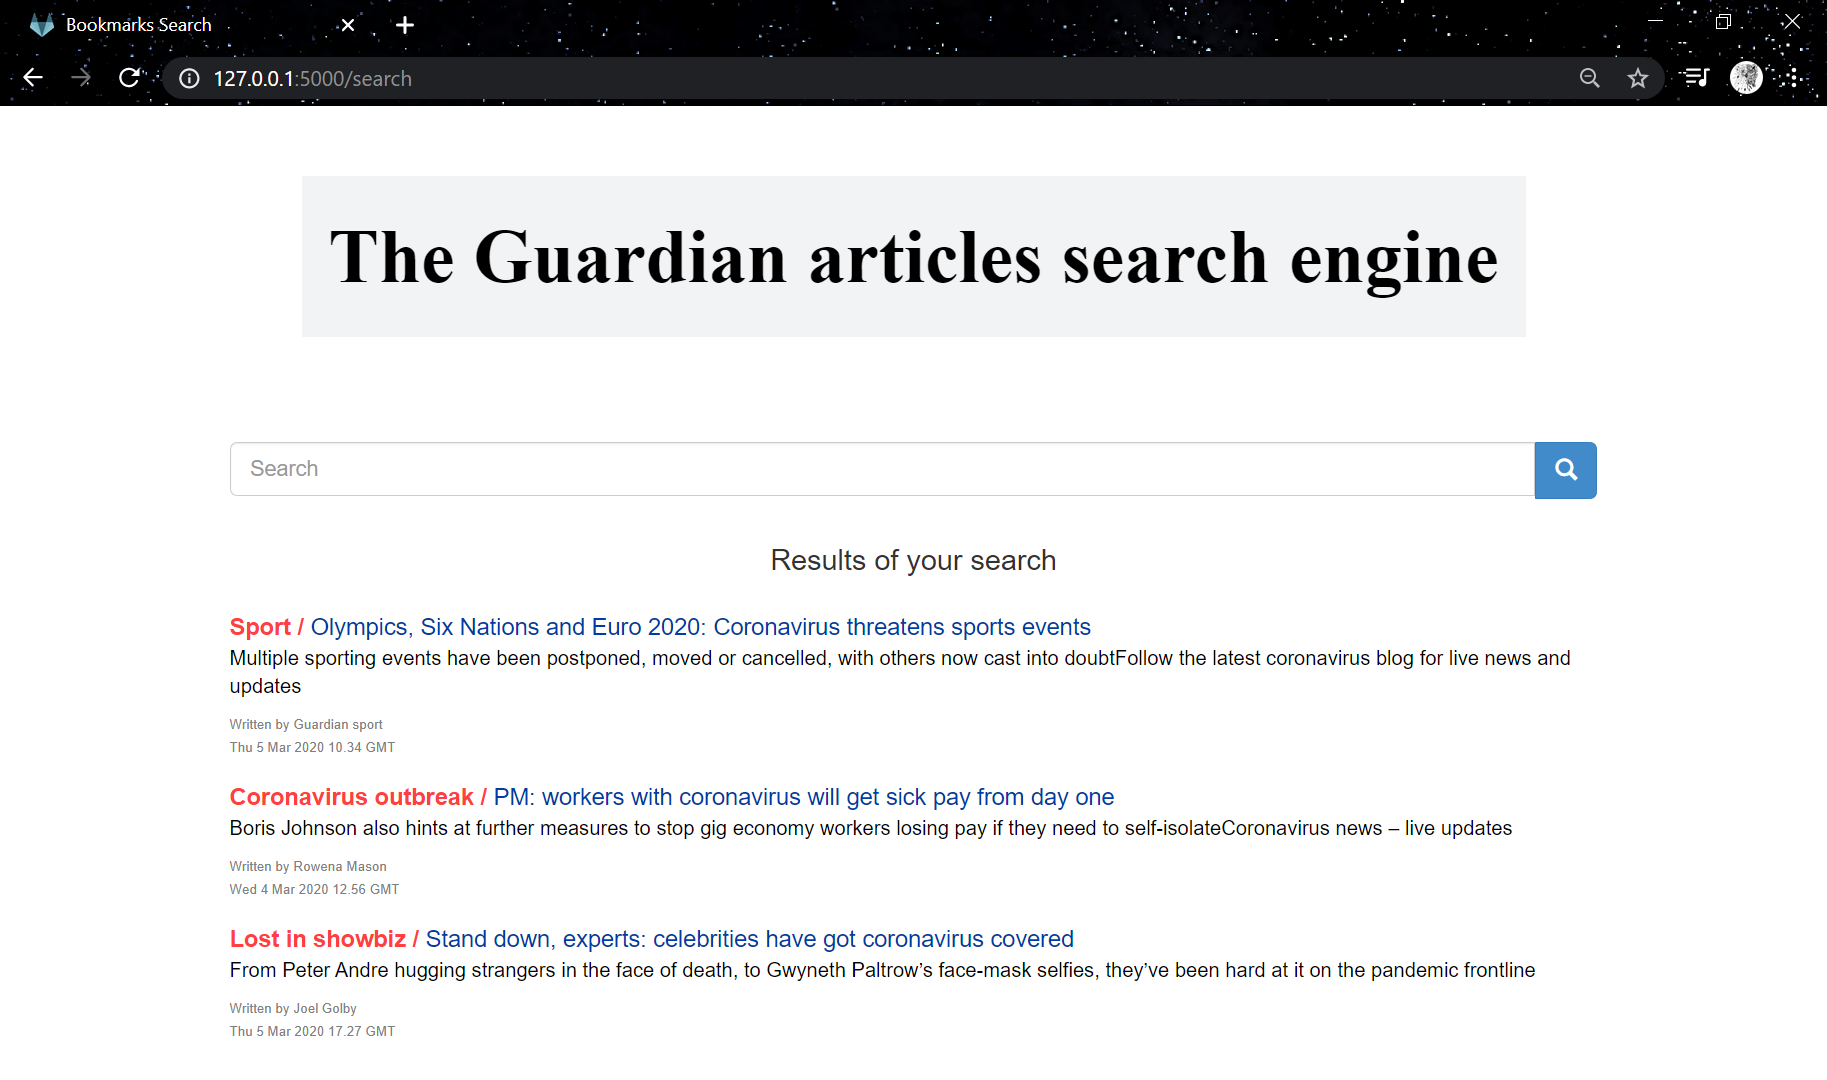 Bookmarks Search
127.0.0.1:5000/search
The Guardian articles search engine
Search
Results of your search
Sport / Olympics, Six Nations and Euro 2020: Coronavirus threatens sports events
Multiple sporting events have been postponed, moved or cancelled, with others now cast into doubtFollow the latest coronavirus blog for live news and
updates
Written by Guardian sport
Thu 5 Mar 2020 10.34 GMT
Coronavirus outbreak / PM: workers with coronavirus will get sick pay from day one
Boris Johnson also hints at further measures to stop gig economy workers losing pay if they need to self-isolateCoronavirus news – live updates
Written by Rowena Mason
Wed 4 Mar 2020 12.56 GMT
Lost in showbiz / Stand down, experts: celebrities have got coronavirus covered
From Peter Andre hugging strangers in the face of death, to Gwyneth Paltrow’s face-mask selfies, they’ve been hard at it on the pandemic frontline
Written by Joel Golby
Thu 5 Mar 2020 17.27 GMT